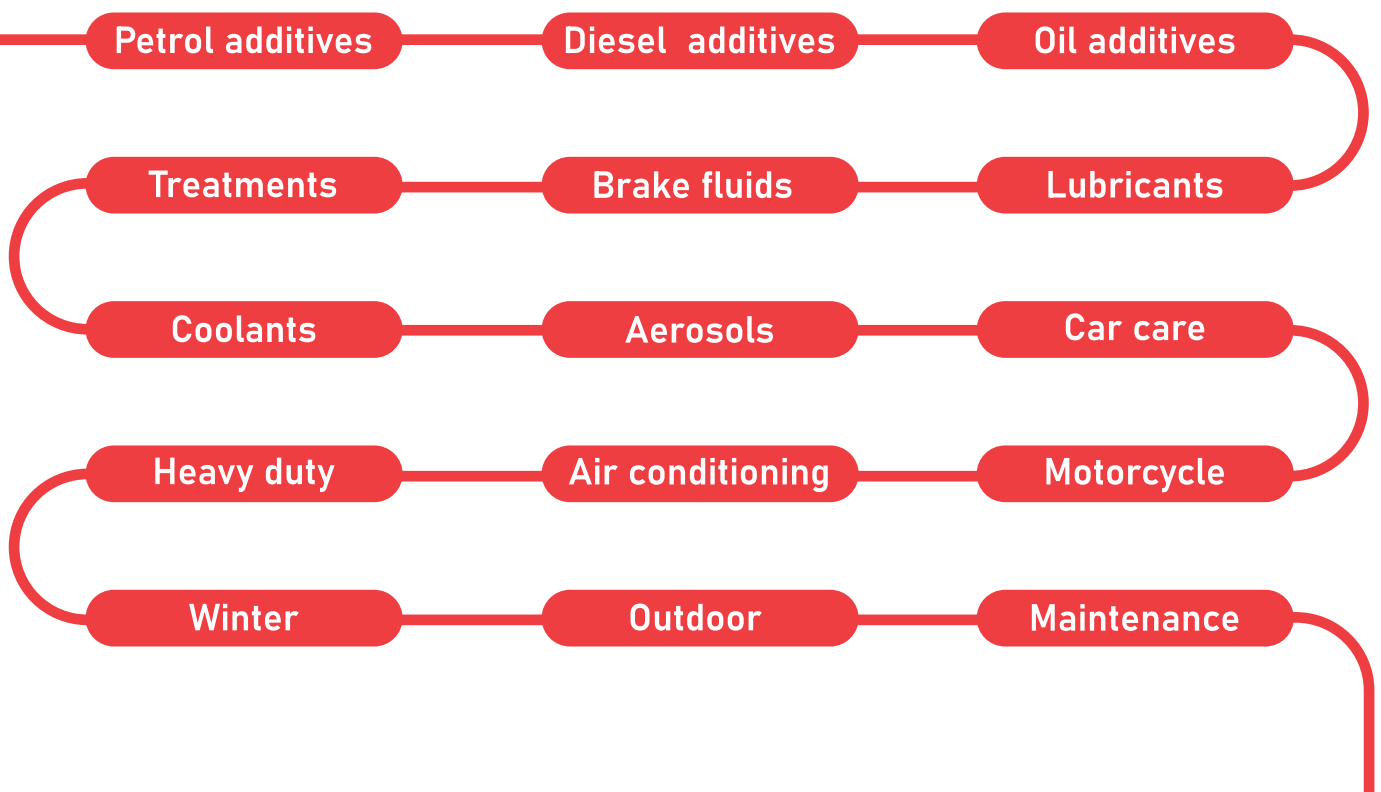 Petrol additives
Diesel  additives
Oil additives
Treatments
Brake fluids
Lubricants
Coolants
Aerosols
Car care
Heavy duty
Air conditioning
Motorcycle
Winter
Outdoor
Maintenance